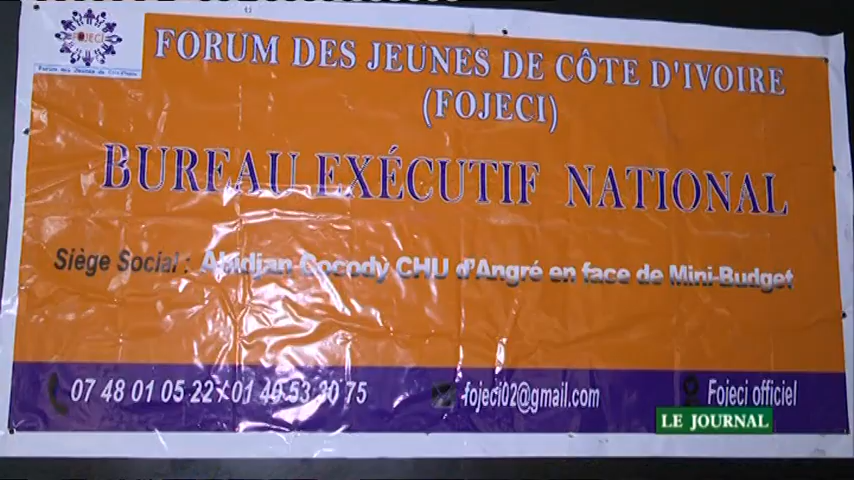 FOJECI
FORUM DES JEUNES DE CÔTE D'IVOIRE
(FOJECI)
BUREAU EXÉCUTIF NATIONAL
Siège Social : Abidjan Cocody CHU d'Angré en face de Mini-Budget
07 48 01 05 22 / 01 40 53 30 75
fojeci02@gmail.com
Fojeci officiel
LE JOURNAL